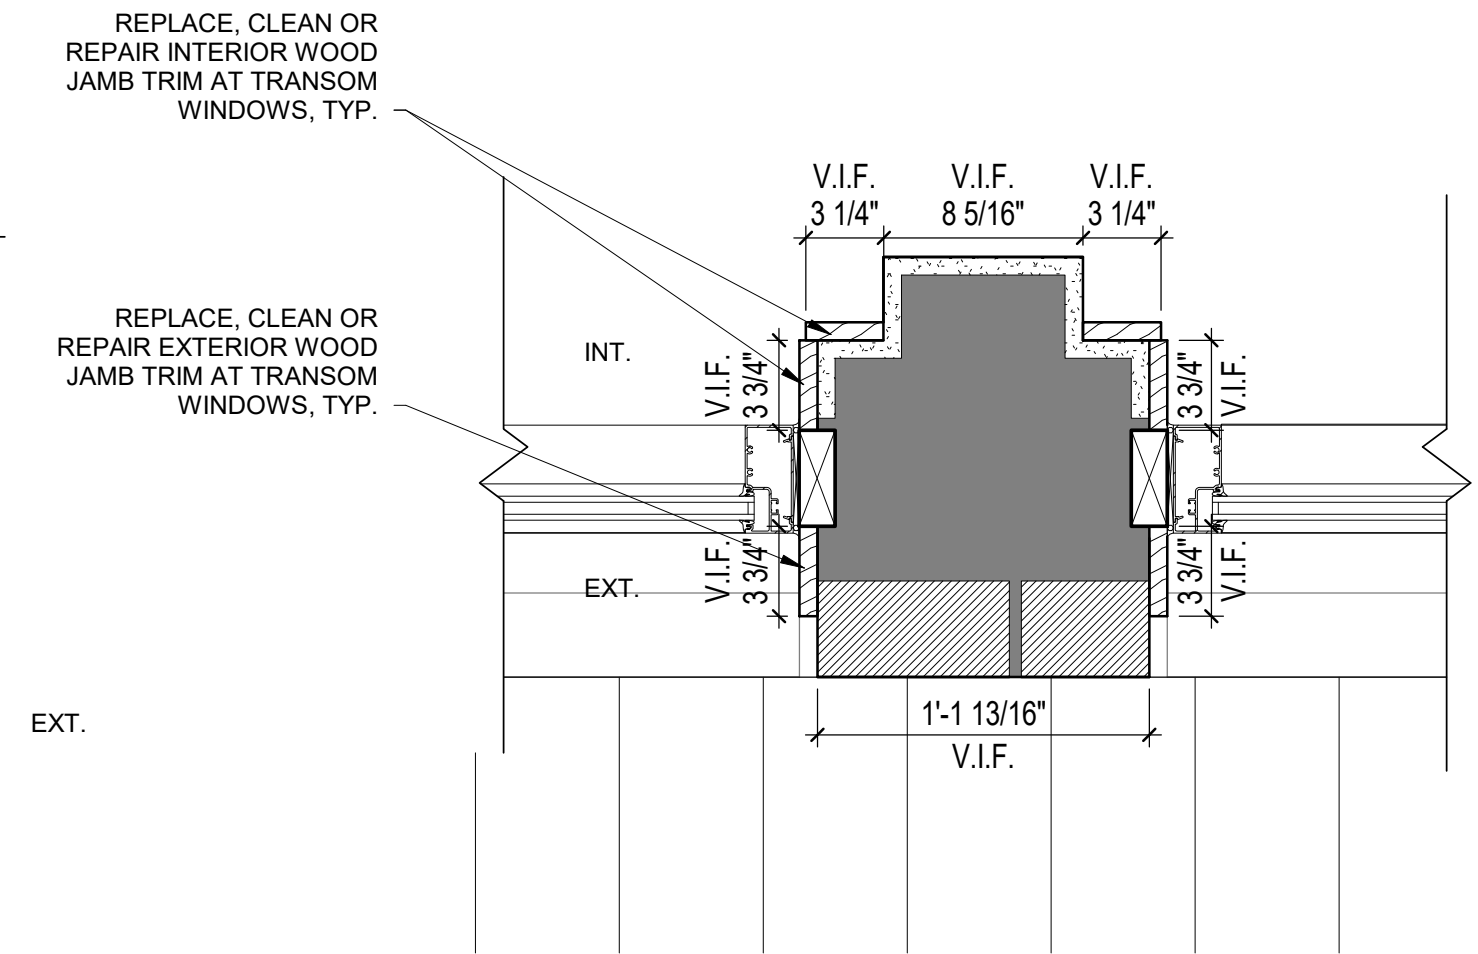 REPLACE, CLEAN OR
REPAIR INTERIOR WOOD
JAMB TRIM AT TRANSOM
WINDOWS, TYP.
V.I.F.
3 1/4"
V.I.F.
8 5/16"
V.I.F.
3 1/4"
REPLACE, CLEAN OR
REPAIR EXTERIOR WOOD
JAMB TRIM AT TRANSOM
WINDOWS, TYP.
INT.
V.I.F.
3 3/4"
3 3/4"
V.I.F.
EXT.
V.I.F.
3 3/4"
3 3/4"
V.I.F.
EXT.
1'-1 13/16"
V.I.F.